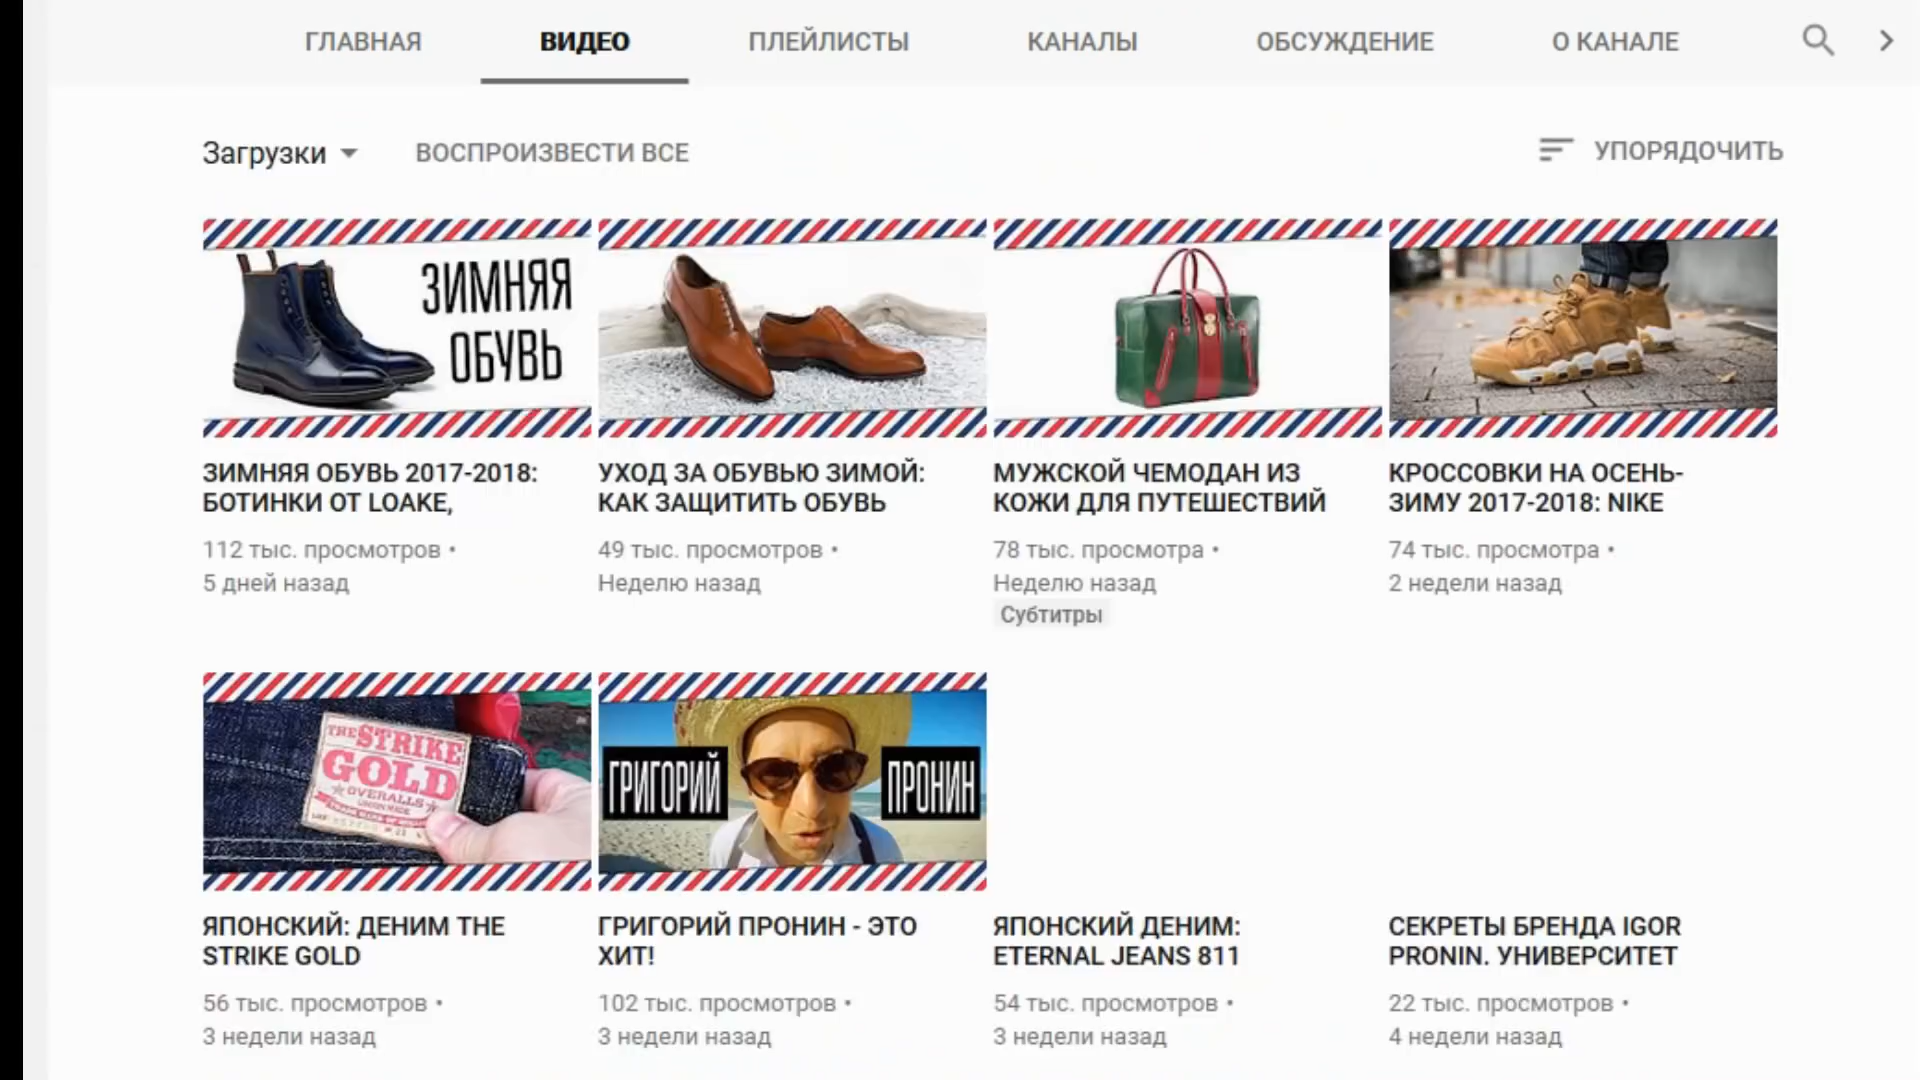 ГЛАВНАЯ ВИДЕО ПЛЕЙЛИСТЫ КАНАЛЫ ОБСУЖДЕНИЕ О КАНАЛЕ
Загрузки ВОСПРОИЗВЕСТИ ВСЕ УПОРЯДОЧИТЬ
ЗИМНЯЯ
ОБУВЬ
ЗИМНЯЯ ОБУВЬ 2017-2018:
БОТИНКИ ОТ LOAKE,
112 тыс. просмотров •
5 дней назад
УХОД ЗА ОБУВЬЮ ЗИМОЙ:
КАК ЗАЩИТИТЬ ОБУВЬ
49 тыс. просмотров •
Неделю назад
МУЖСКОЙ ЧЕМОДАН ИЗ
КОЖИ ДЛЯ ПУТЕШЕСТВИЙ
78 тыс. просмотра •
Неделю назад
Субтитры
КРОССОВКИ НА ОСЕНЬ-
ЗИМУ 2017-2018: NIKE
74 тыс. просмотра •
2 недели назад
THE STRIKE
GOLD
OVERALLS
ЯПОНСКИЙ: ДЕНИМ THE
STRIKE GOLD
56 тыс. просмотров •
3 недели назад
ГРИГОРИЙ ПРОНИН
ГРИГОРИЙ ПРОНИН - ЭТО
ХИТ!
102 тыс. просмотров •
3 недели назад
ЯПОНСКИЙ ДЕНИМ:
ETERNAL JEANS 811
54 тыс. просмотров •
3 недели назад
СЕКРЕТЫ БРЕНДА IGOR
PRONIN. УНИВЕРСИТЕТ
22 тыс. просмотров •
4 недели назад